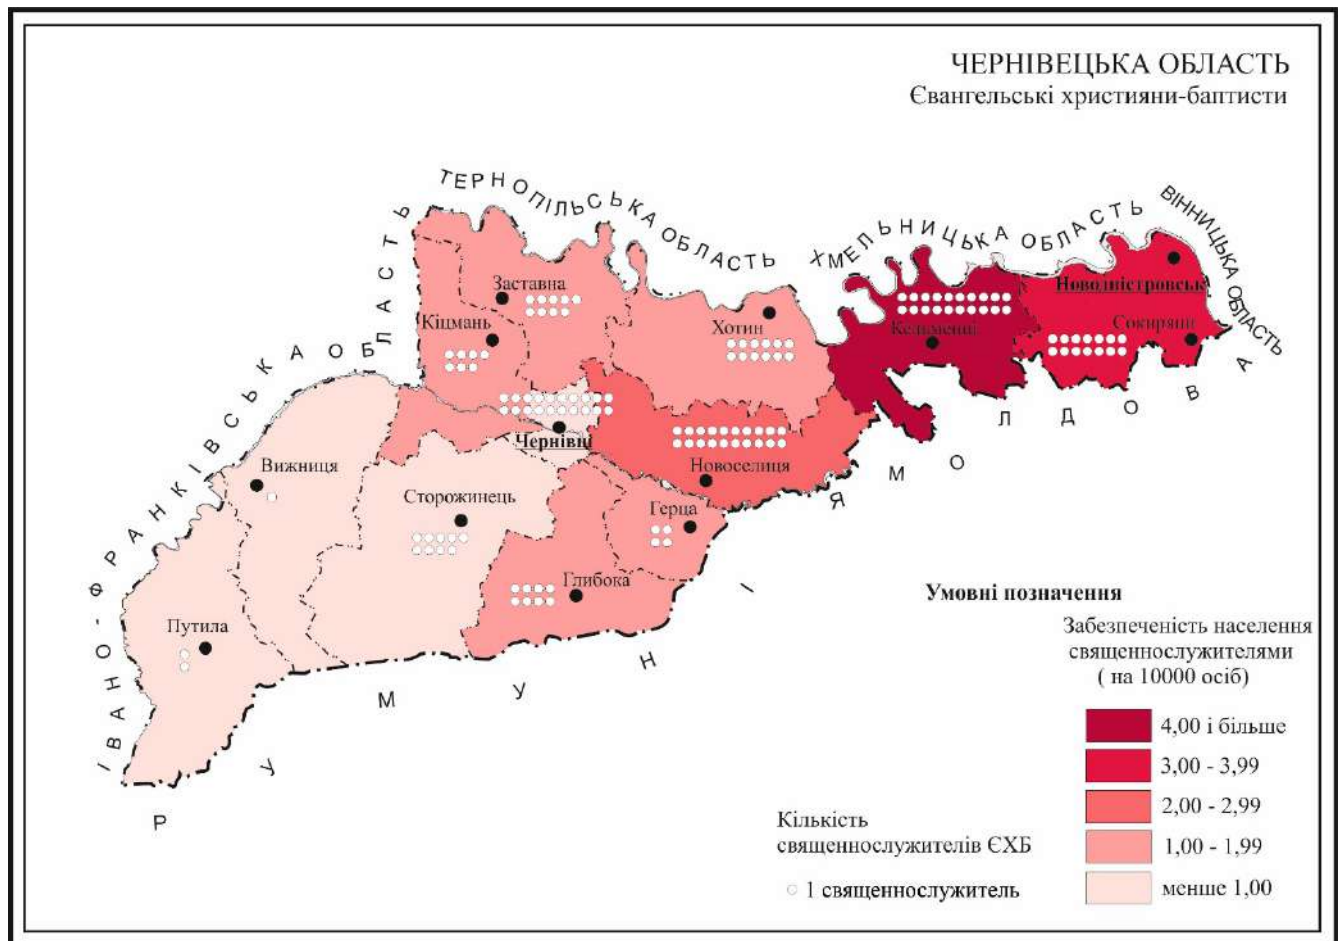 ЧЕРНІВЕЦЬКА ОБЛАСТЬ
Євангельські християни-баптисти
ТЕРНОПІЛЬСЬКА ОБЛАСТЬ
ХМЕЛЬНИЦЬКА ОБЛАСТЬ
ВІННИЦЬКА ОБЛАСТЬ
ІВАНО-ФРАНКІВСЬКА ОБЛАСТЬ
Заставна
Кіцмань
Хотин
Новодністровськ
Кельменці
Сокиряни
Чернівці
Вижниця
Новоселиця
Сторожинець
Герца
Глибока
Путила
МОЛДОВА
РУМУНІЯ
Умовні позначення
Забезпеченість населення
священнослужителями
( на 10000 осіб)
4,00 і більше
3,00 - 3,99
2,00 - 2,99
1,00 - 1,99
менше 1,00
Кількість
священнослужителів ЄХБ
1 священнослужитель